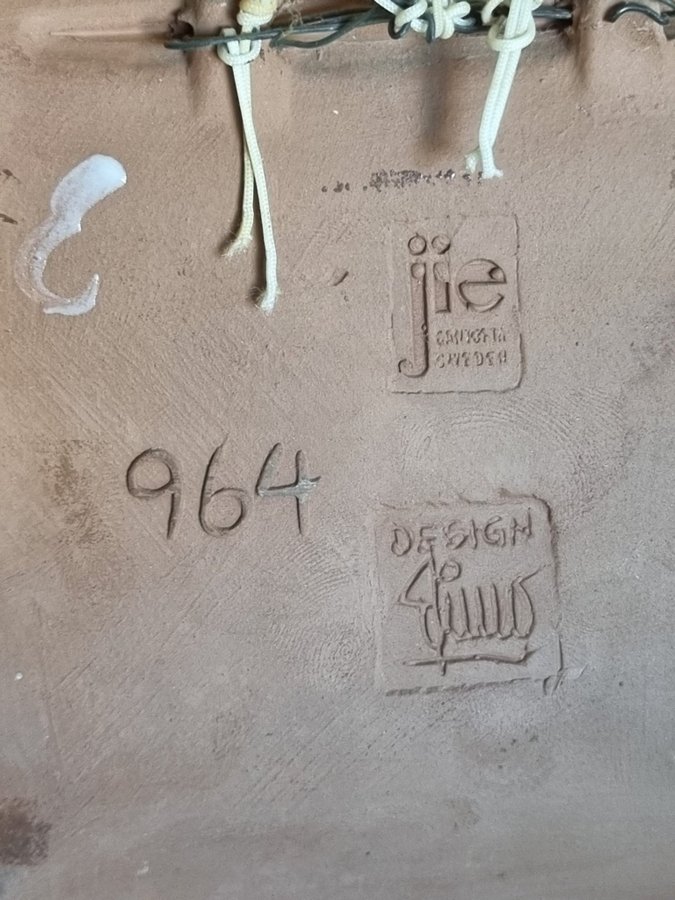 jie
GANTOFTA
SWEDEN
964
DESIGN